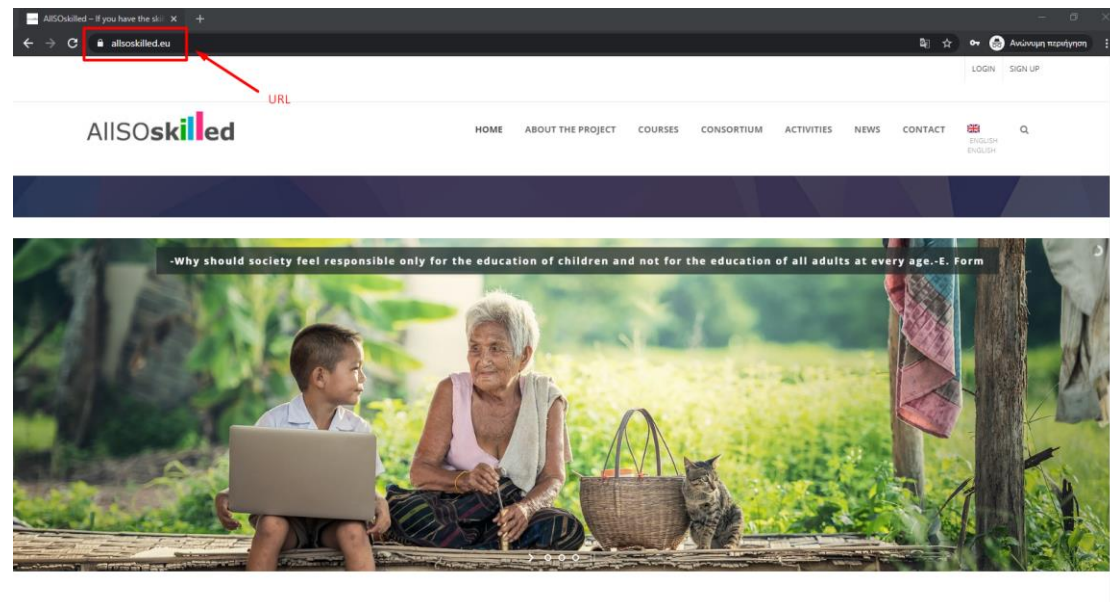 AllSOskilled – If you have the skil
allsoskilled.eu
Ανώνυμη περιήγηση
URL
LOGIN SIGN UP
AllSOskilled
HOME ABOUT THE PROJECT COURSES CONSORTIUM ACTIVITIES NEWS CONTACT
ENGLISH
ENGLISH
-Why should society feel responsible only for the education of children and not for the education of all adults at every age.-E. Form